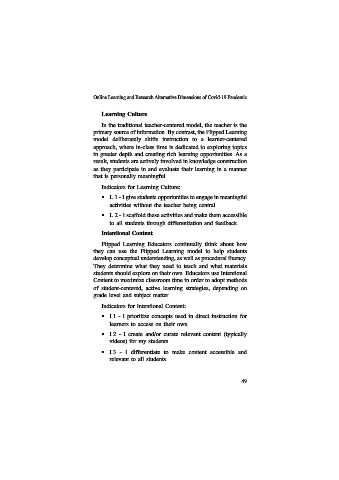 Online Learning and Research Alternative Dimensions of Covid-19 Pandemic
Learning Culture
In the traditional teacher-centered model, the teacher is the
primary source of information. By contrast, the Flipped Learning
model deliberately shifts instruction to a learner-centered
approach, where in-class time is dedicated to exploring topics
in greater depth and creating rich learning opportunities. As a
result, students are actively involved in knowledge construction
as they participate in and evaluate their learning in a manner
that is personally meaningful.
Indicators for Learning Culture:
• L 1 - I give students opportunities to engage in meaningful
activities without the teacher being central
• L 2 - I scaffold these activities and make them accessible
to all students through differentiation and feedback
Intentional Content
Flipped Learning Educators continually think about how
they can use the Flipped Learning model to help students
develop conceptual understanding, as well as procedural fluency.
They determine what they need to teach and what materials
students should explore on their own. Educators use Intentional
Content to maximize classroom time in order to adopt methods
of student-centered, active learning strategies, depending on
grade level and subject matter.
Indicators for Intentional Content:
• I 1 - I prioritize concepts used in direct instruction for
learners to access on their own
• I 2 - I create and/or curate relevant content (typically
videos) for my students
• I 3 - I differentiate to make content accessible and
relevant to all students
49